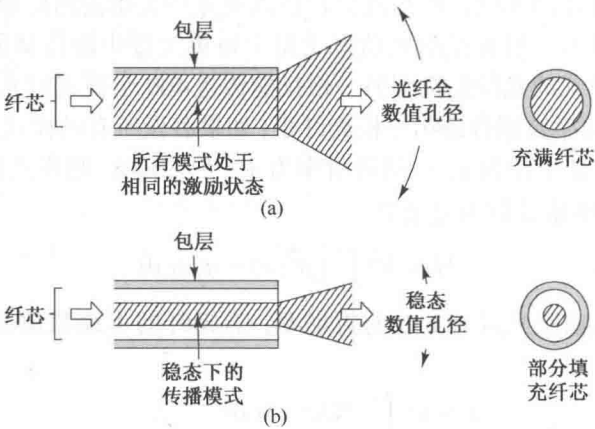 包层
纤芯
所有模式处于
相同的激励状态
光纤全
数值孔径
充满纤芯
(a)
包层
纤芯
稳态下的
传播模式
稳态
数值孔径
部分填
充纤芯
(b)